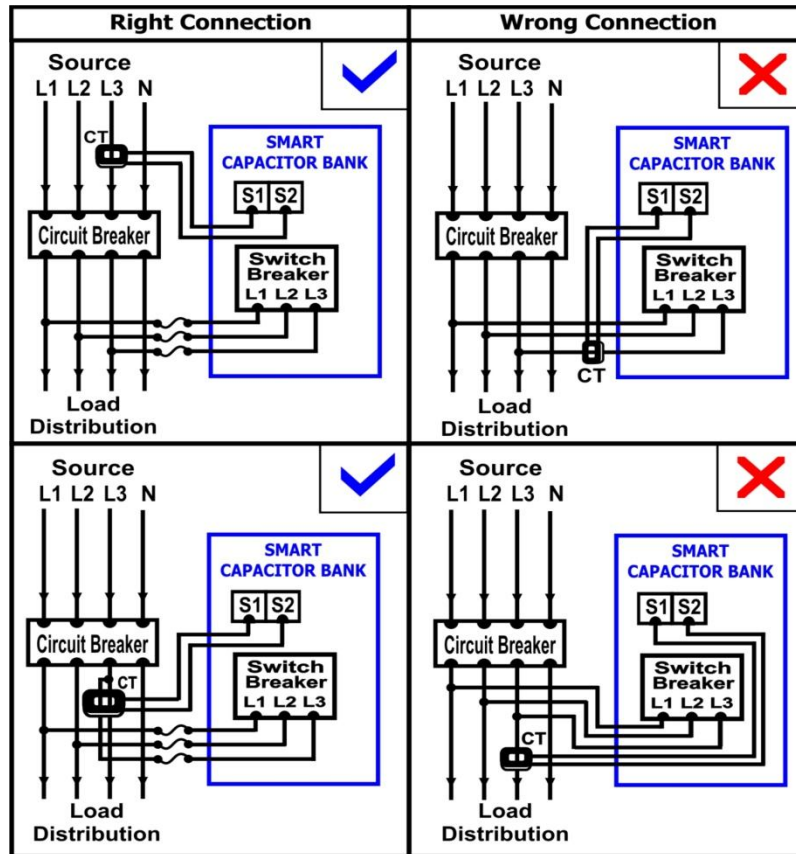 Right Connection
Wrong Connection
Source
L1 L2 L3 N
CT
SMART
CAPACITOR BANK
S1 S2
Circuit Breaker
Switch
Breaker
L1 L2 L3
Load
Distribution
Source
L1 L2 L3 N
SMART
CAPACITOR BANK
S1 S2
Circuit Breaker
Switch
Breaker
L1 L2 L3
CT
Load
Distribution
Source
L1 L2 L3 N
SMART
CAPACITOR BANK
S1 S2
Circuit Breaker
CT
Switch
Breaker
L1 L2 L3
Load
Distribution
Source
L1 L2 L3 N
SMART
CAPACITOR BANK
S1 S2
Circuit Breaker
Switch
Breaker
L1 L2 L3
CT
Load
Distribution